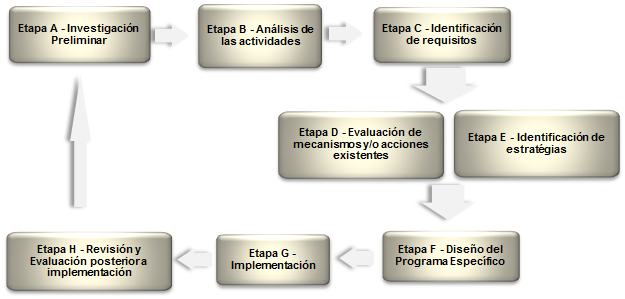 Etapa A - Investigación
Preliminar
Etapa B - Análisis de
las actividades
Etapa C - Identificación
de requisitos
Etapa D - Evaluación de
mecanismos y/o acciones
existentes
Etapa E - Identificación de
estratégias
Etapa F - Diseño del
Programa Específico
Etapa G -
Implementación
Etapa H - Revisión y
Evaluación posterior a
implementación